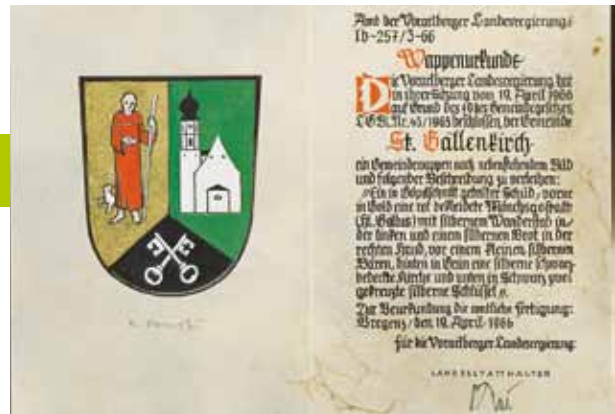 Amt der Vorarlberger Landesregierung:
Ib-257/3-66
Wappenurkunde
Die Vorarlberger Landesregierung hat
in ihrer Sitzung vom 19. April 1966
auf Grund des § des Gemeindegesetzes,
LGBl. Nr. 45/1965 beschlossen, der Gemeinde
St. Gallenkirch
ein Gemeindewappen nach nebenstehendem Bild
und folgender Beschreibung zu verleihen:
"Ein in Göpelschnitt geteilter Schild, vorne
in Gold eine rot bekleidete Mönchsgestalt
(St. Gallus) mit silbernem Wanderstab in
der linken und einem silbernen Brot in der
rechten Hand, vor einem kleinen silbernen
Bären, hinten in Grün eine silberne schwarz-
bedeckte Kirche und unten in Schwarz zwei
gekreuzte silberne Schlüssel".
Zur Beurkundung die amtliche Fertigung:
Bregenz, den 19. April 1966
für die Vorarlberger Landesregierung:
LANDESSTATTHALTER